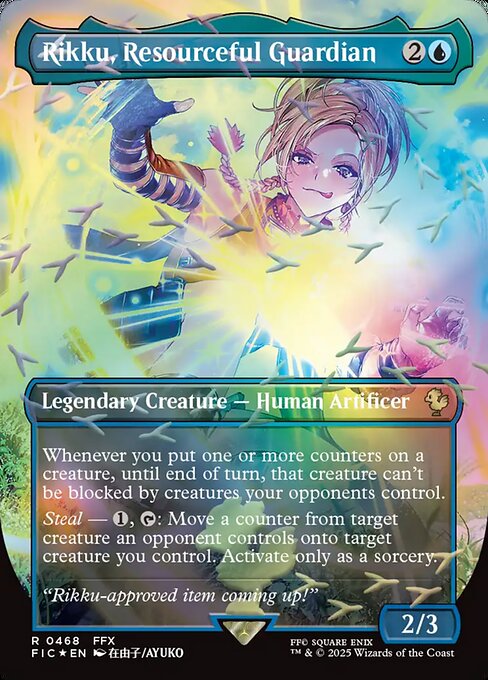 Rikku, Resourceful Guardian 2
Legendary Creature — Human Artificer
Whenever you put one or more counters on a
creature, until end of turn, that creature can't
be blocked by creatures your opponents control.
Steal — 1, : Move a counter from target
creature an opponent controls onto target
creature you control. Activate only as a sorcery.
“Rikku-approved item coming up!”
2/3
R 0468 FFX
FIC★EN 在由子/AYUKO
FF© SQUARE ENIX
™ & © 2025 Wizards of the Coast